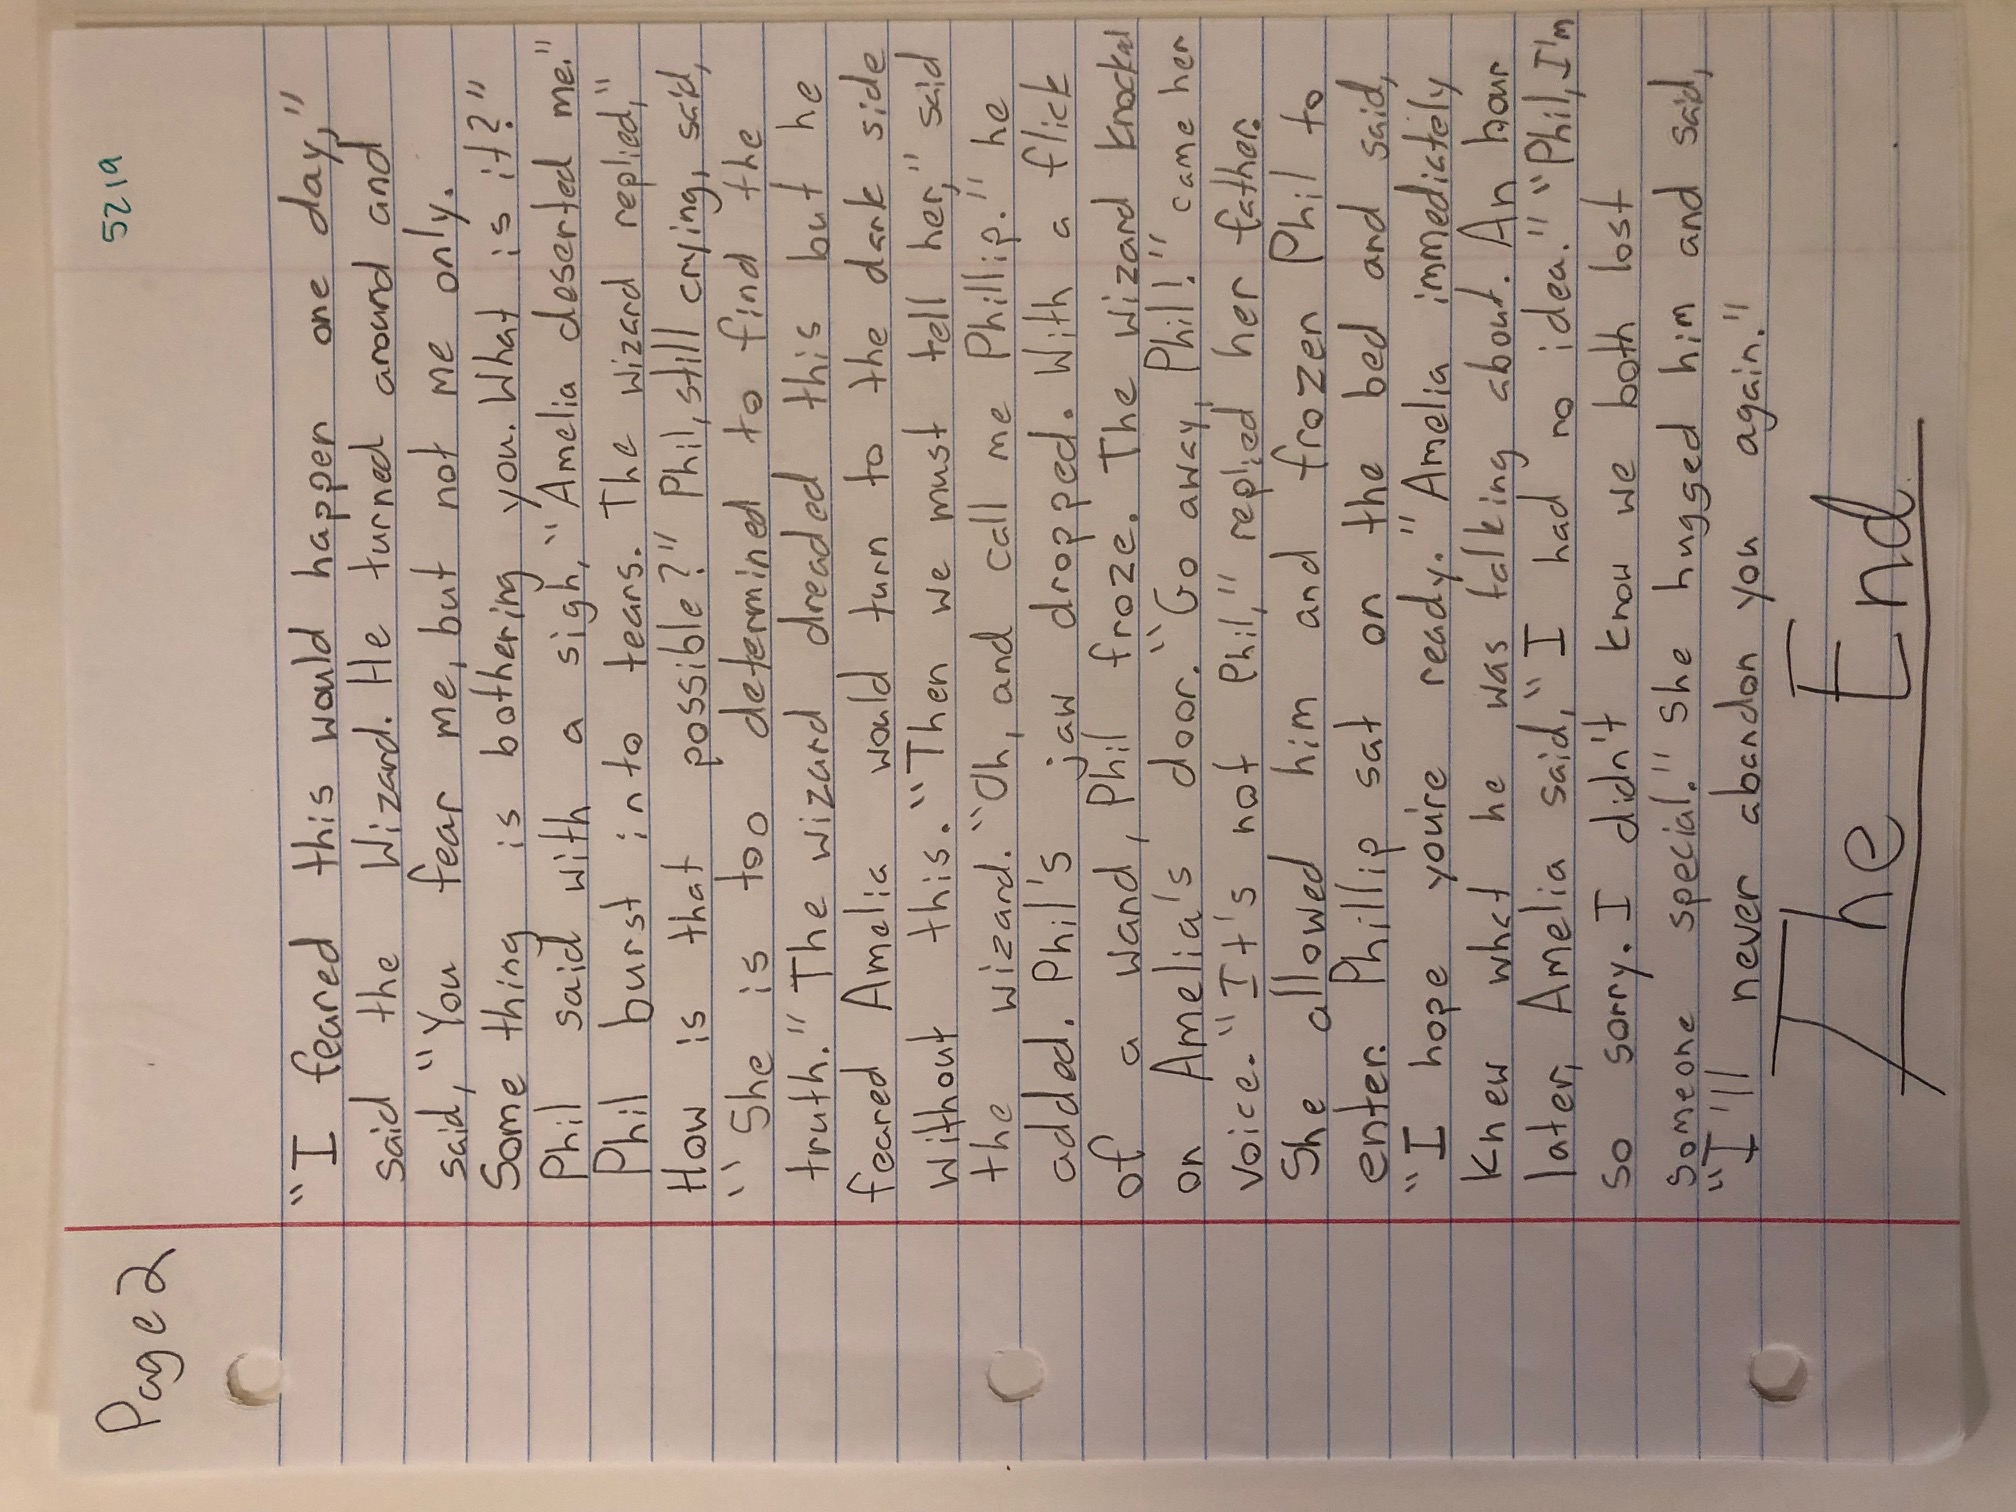 Page 2
5219
"I feared this would happen one day,"
said the Wizard. He turned around and
said, "You fear me, but not me only.
Some thing is bothering you. What is it?"
Phil said with a sigh, "Amelia deserted me."
Phil burst into tears. The wizard replied,"
How is that possible?" Phil, still crying, said,
"She is too determined to find the
truth." The wizard dreaded this but he
feared Amelia would turn to the dark side
without this. "Then we must tell her," said
the wizard. "Oh, and call me Phillip." he
added. Phil's jaw dropped. With a flick
of a wand, Phil froze. The wizard knocked
on Amelia's door. "Go away, Phil!" came her
voice. "It's not Phil," replied her father.
She allowed him and frozen Phil to
enter. Phillip sat on the bed and said,
"I hope you're ready." Amelia immediately
knew what he was talking about. An hour
later, Amelia said, "I had no idea." "Phil, I'm
so sorry. I didn't know we both lost
someone special." She hugged him and said,
"I'll never abandon you again."
The End